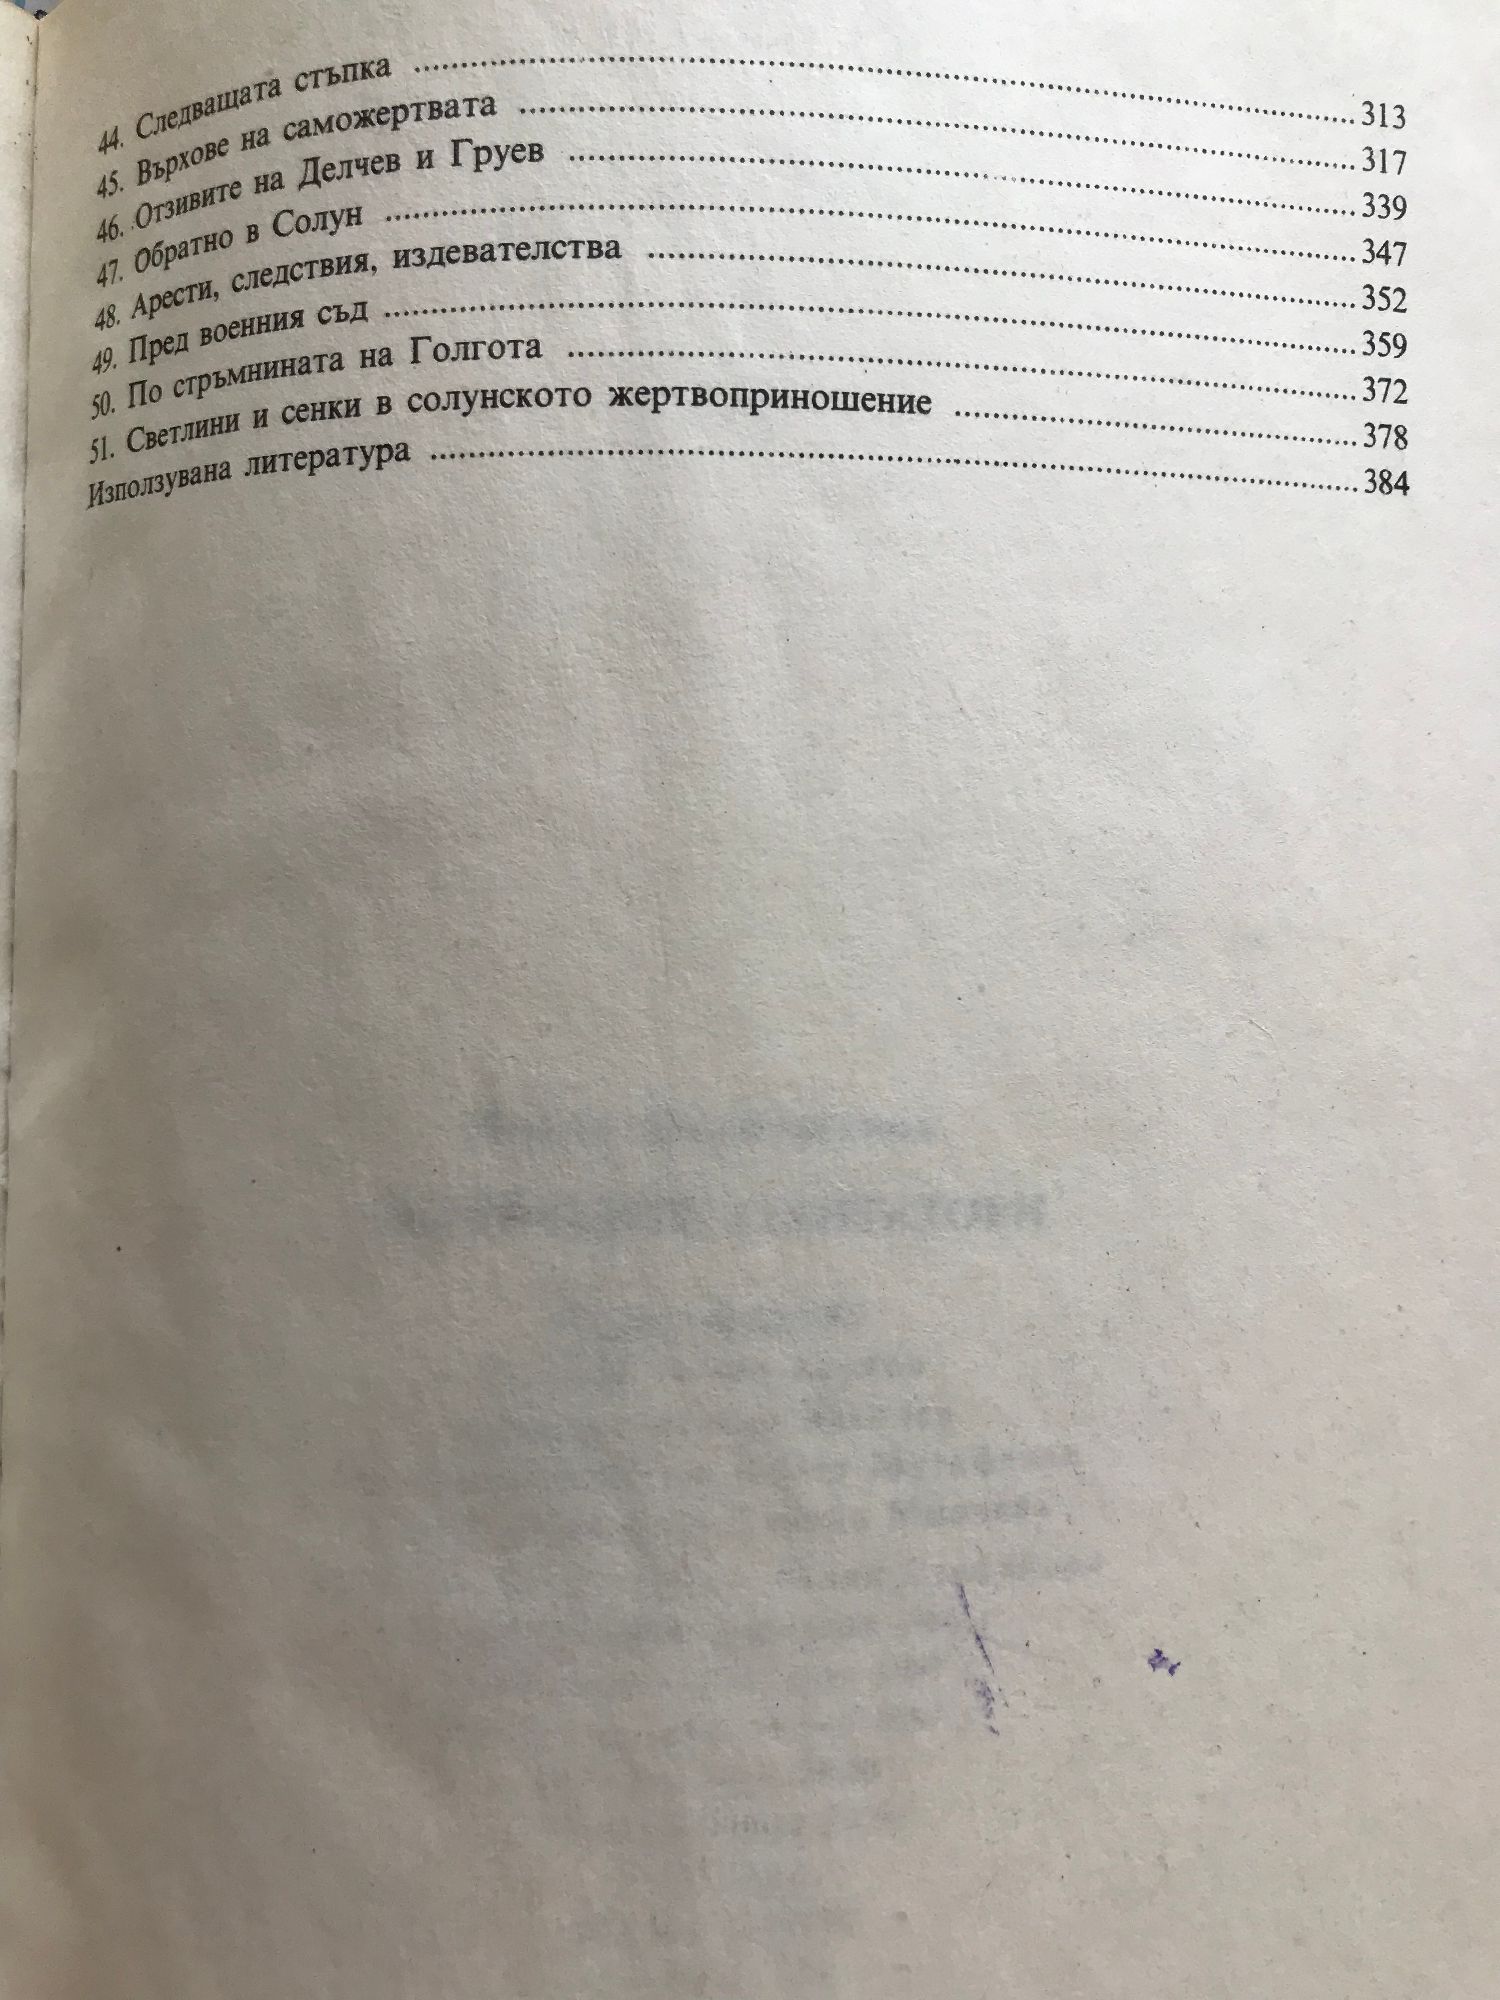 44. Следващата стъпка ........ 313
45. Върхове на саможертвата ........ 317
46. Отзивите на Делчев и Груев ........ 339
47. Обратно в Солун ........ 347
48. Арести, следствия, издевателства ........ 352
49. Пред военния съд ........ 359
50. По стръмнината на Голгота ........ 372
51. Светлини и сенки в солунското жертвоприношение ........ 378
Използувана литература ........ 384